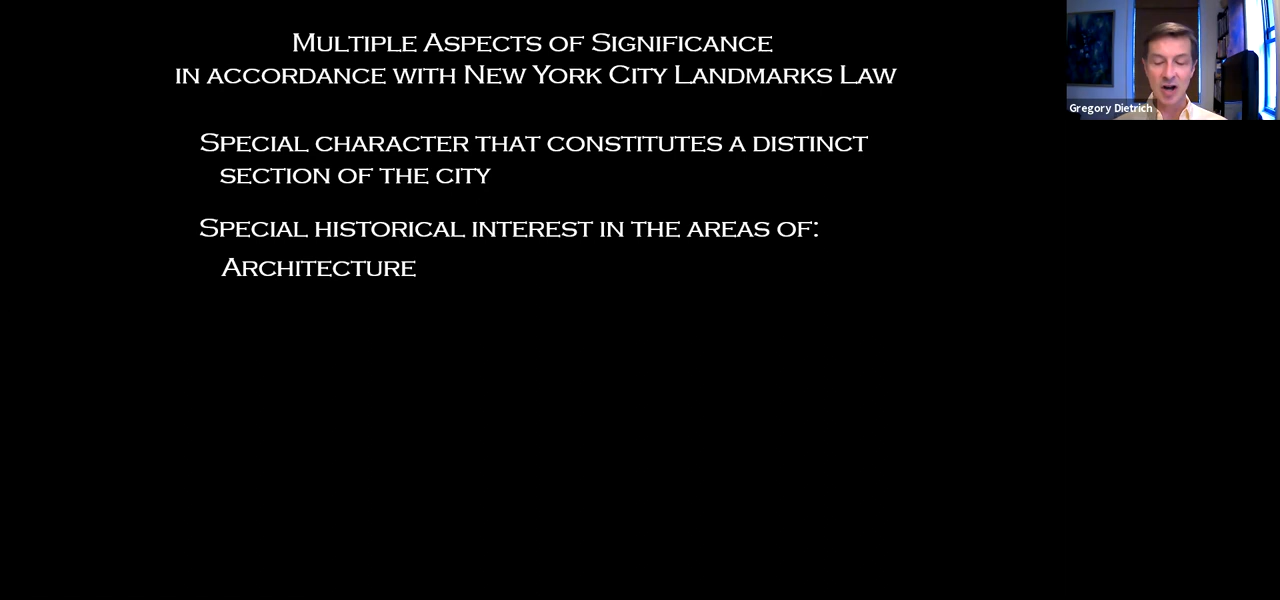 Multiple Aspects of Significance
in accordance with New York City Landmarks Law
Gregory Dietrich
Special character that constitutes a distinct
section of the city
Special historical interest in the areas of:
Architecture